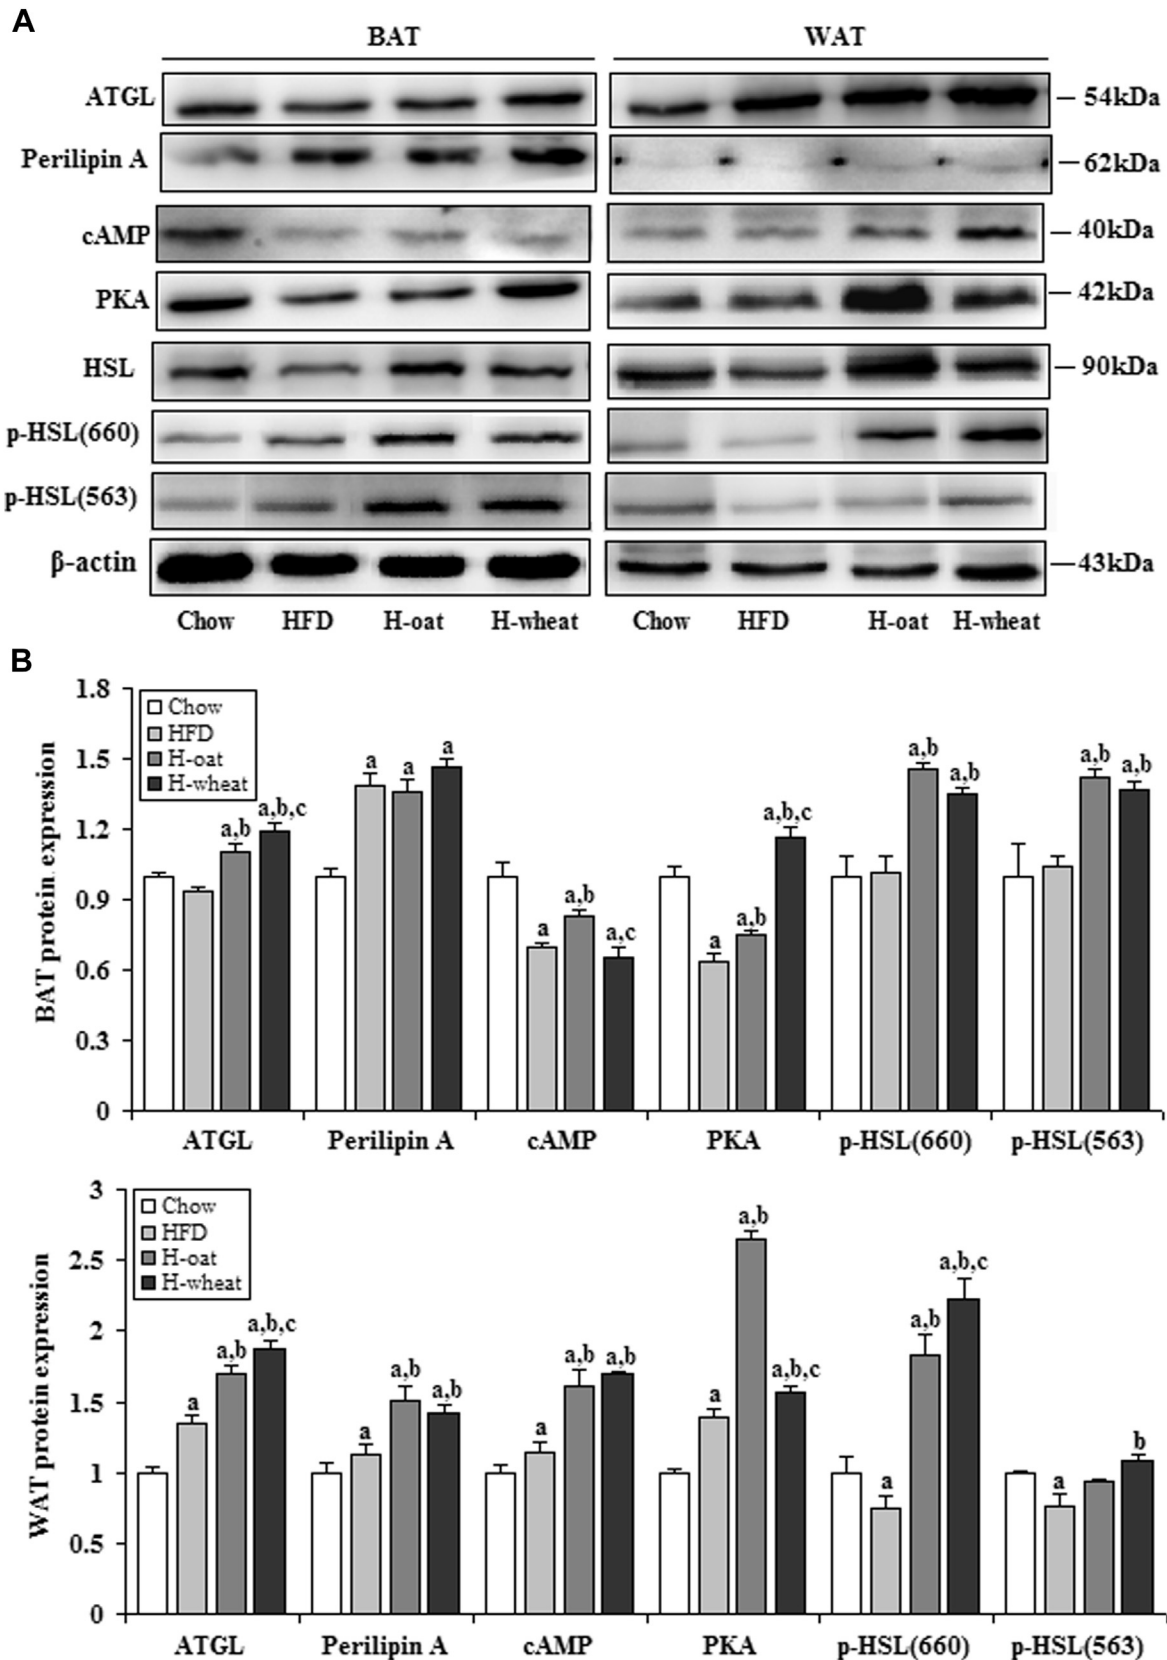 A
BAT WAT
ATGL 54kDa
Perilipin A 62kDa
cAMP 40kDa
PKA 42kDa
HSL 90kDa
p-HSL(660)
p-HSL(563)
β-actin 43kDa
Chow HFD H-oat H-wheat Chow HFD H-oat H-wheat
B
BAT protein expression
1.8
1.5
1.2
0.9
0.6
0.3
0
Chow
HFD
H-oat
H-wheat
a,b a,b,c
a a a
a a,b a,c
a a,b a,b,c
a,b a,b
a,b a,b
ATGL Perilipin A cAMP PKA p-HSL(660) p-HSL(563)
WAT protein expression
3
2.5
2
1.5
1
0.5
0
Chow
HFD
H-oat
H-wheat
a a,b a,b,c
a a,b a,b
a a,b a,b
a a,b a,b,c
a a,b a,b,c
a b
ATGL Perilipin A cAMP PKA p-HSL(660) p-HSL(563)